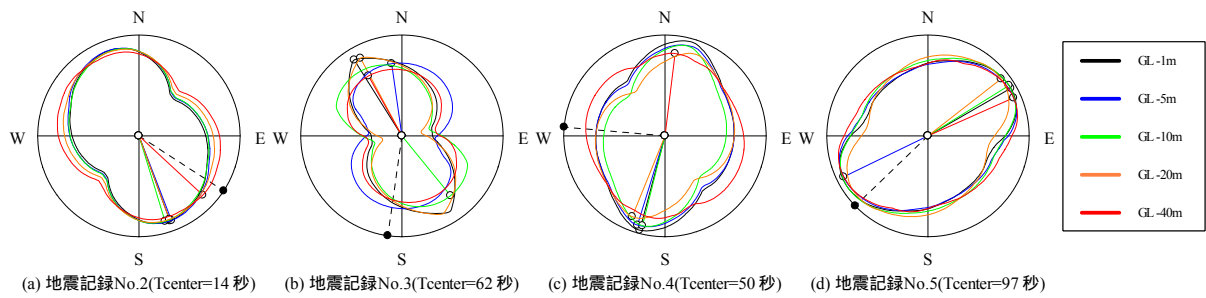 N
W
E
S
(a) 地震記録No.2(Tcenter=14 秒)
N
W
E
S
(b) 地震記録No.3(Tcenter=62 秒)
N
W
E
S
(c) 地震記録No.4(Tcenter=50 秒)
N
W
E
S
(d) 地震記録No.5(Tcenter=97 秒)
GL-1m
GL-5m
GL-10m
GL-20m
GL-40m